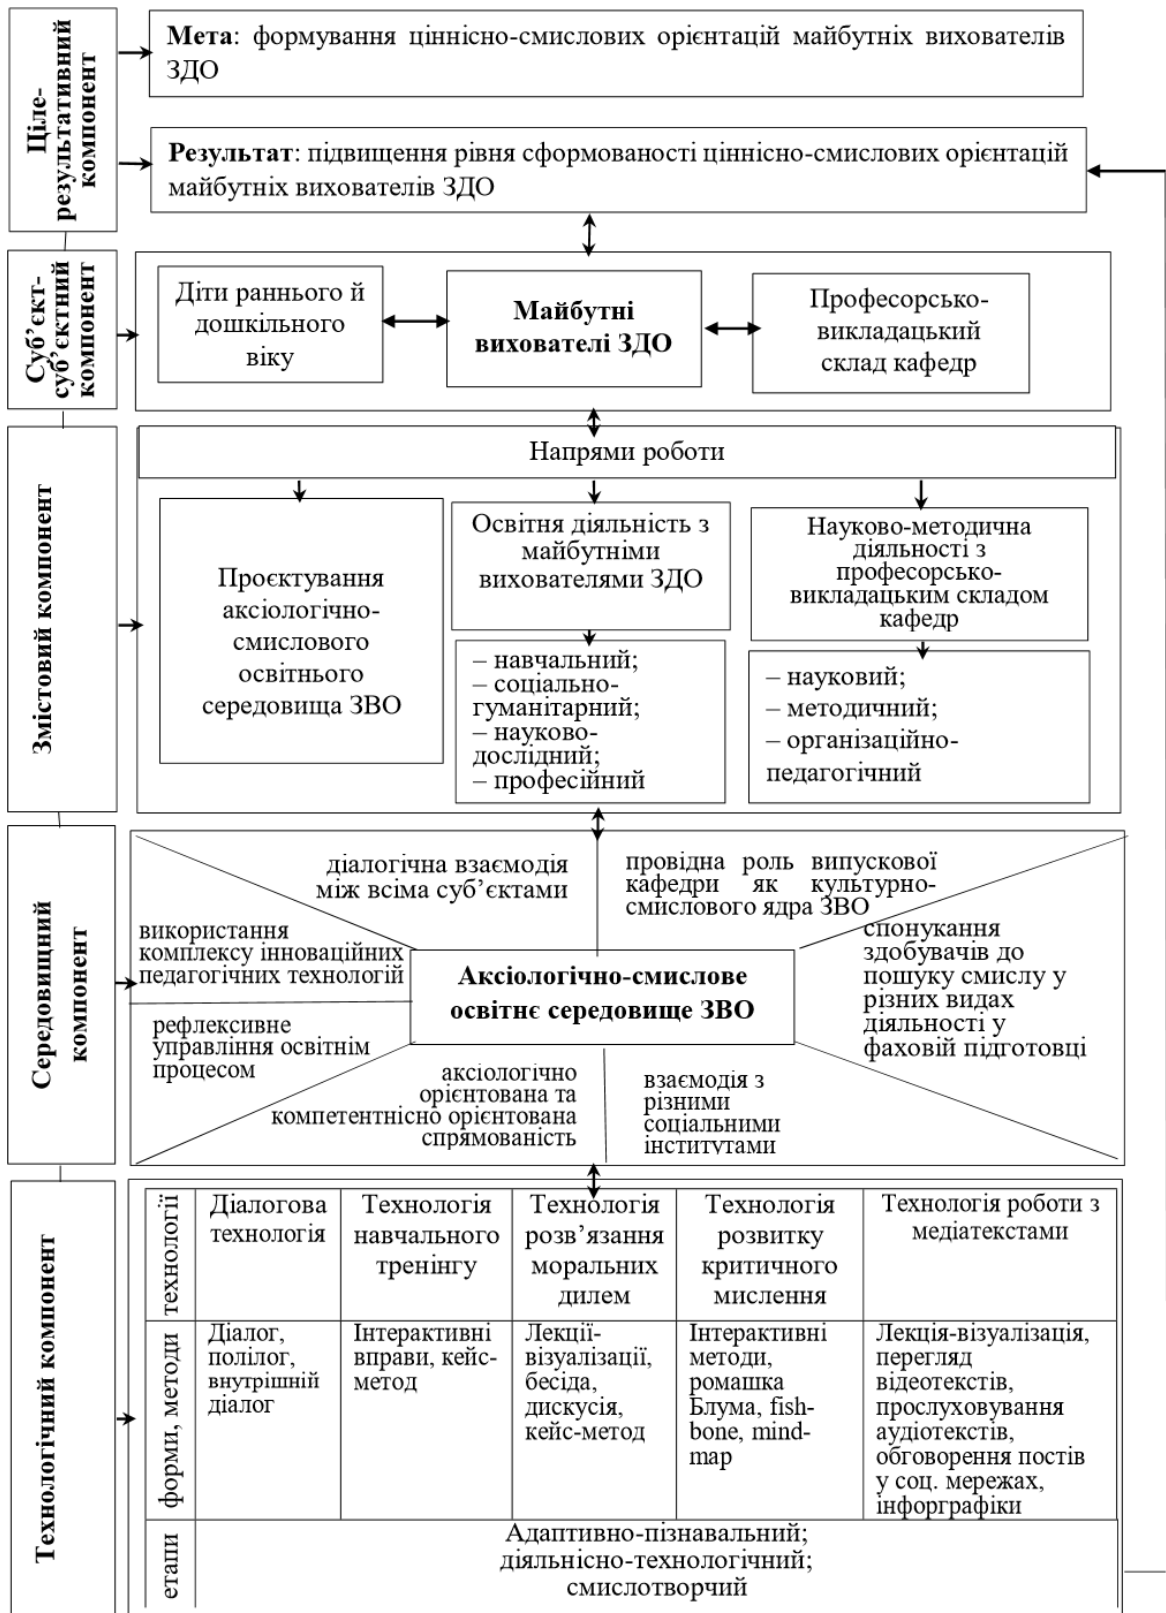 Ціле-
результативний
компонент
Мета: формування ціннісно-смислових орієнтацій майбутніх вихователів
ЗДО
Результат: підвищення рівня сформованості ціннісно-смислових орієнтацій
майбутніх вихователів ЗДО
Суб’єкт-
суб’єктний
компонент
Діти раннього й
дошкільного
віку
Майбутні
вихователі ЗДО
Професорсько-
викладацький
склад кафедр
Змістовий компонент
Напрями роботи
Проєктування
аксіологічно-
смислового
освітнього
середовища ЗВО
Освітня діяльність з
майбутніми
вихователями ЗДО
– навчальний;
– соціально-
гуманітарний;
– науково-
дослідний;
– професійний
Науково-методична
діяльності з
професорсько-
викладацьким складом
кафедр
– науковий;
– методичний;
– організаційно-
педагогічний
Середовищний
компонент
діалогічна взаємодія
між всіма суб’єктами
провідна роль випускової
кафедри як культурно-
смислового ядра ЗВО
використання
комплексу інноваційних
педагогічних технологій
Аксіологічно-смислове
освітнє середовище ЗВО
спонукання
здобувачів до
пошуку смислу у
різних видах
діяльності у
фаховій підготовці
рефлексивне
управління освітнім
процесом
аксіологічно
орієнтована та
компетентнісно орієнтована
спрямованість
взаємодія з
різними
соціальними
інститутами
Технологічний компонент
технології
Діалогова
технологія
Технологія
навчального
тренінгу
Технологія
розв’язання
моральних
дилем
Технологія
розвитку
критичного
мислення
Технологія роботи з
медіатекстами
форми, методи
Діалог,
полілог,
внутрішній
діалог
Інтерактивні
вправи, кейс-
метод
Лекції-
візуалізації,
бесіда,
дискусія,
кейс-метод
Інтерактивні
методи,
ромашка
Блума, fish-
bone, mind-
map
Лекція-візуалізація,
перегляд
відеотекстів,
прослуховування
аудіотекстів,
обговорення постів
у соц. мережах,
інфорграфіки
етапи
Адаптивно-пізнавальний;
діяльнісно-технологічний;
смислотворчий